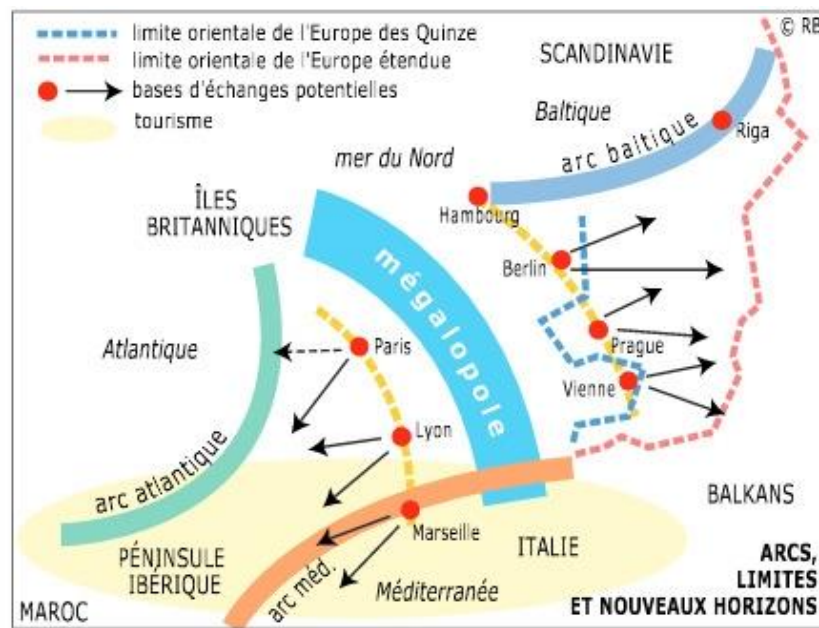 limite orientale de l'Europe des Quinze
limite orientale de l'Europe étendue
bases d'échanges potentielles
tourisme
© RB
SCANDINAVIE
Baltique
arc baltique
Riga
mer du Nord
Hambourg
ÎLES
BRITANNIQUES
mégalopole
Berlin
Atlantique
Paris
Prague
Vienne
Lyon
arc atlantique
BALKANS
Marseille
ITALIE
PÉNINSULE
IBÉRIQUE
arc méd.
Méditerranée
MAROC
ARCS,
LIMITES
ET NOUVEAUX HORIZONS